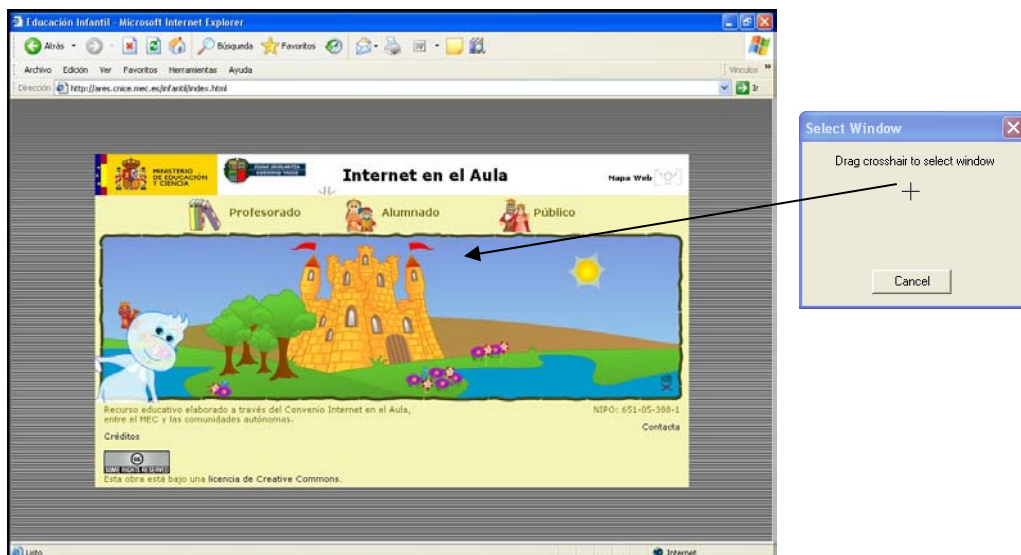 Educación Infantil - Microsoft Internet Explorer
Atrás Búsqueda Favoritos
Archivo Edición Ver Favoritos Herramientas Ayuda
Vínculos
Dirección http://ares.cnice.mec.es/infantil/index.html Ir
MINISTERIO
DE EDUCACIÓN
Y CIENCIA
Internet en el Aula
Mapa Web
Profesorado Alumnado Público
Recurso educativo elaborado a través del Convenio Internet en el Aula,
entre el MEC y las comunidades autónomas.
NIPO: 651-05-388-1
Créditos
Contacta
cc
SOME RIGHTS RESERVED
Esta obra está bajo una licencia de Creative Commons.
Listo
Internet
Select Window
Drag crosshair to select window
Cancel